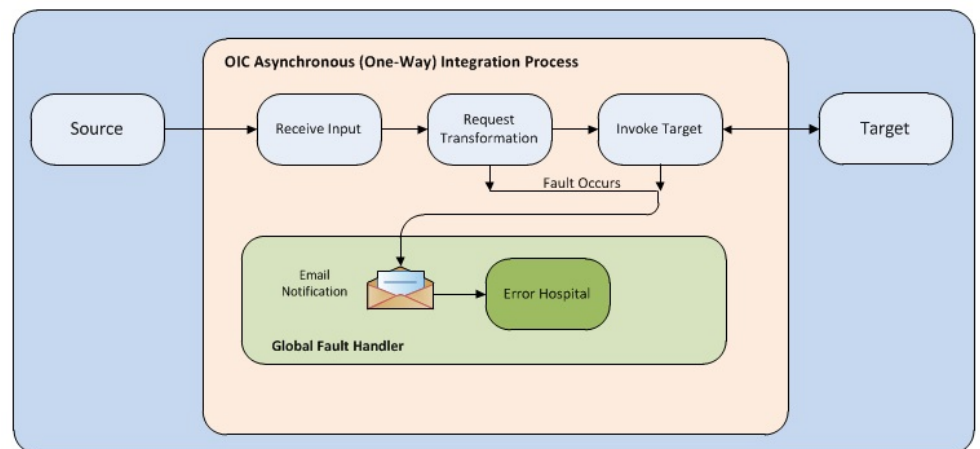 OIC Asynchronous (One-Way) Integration Process
Source
Receive Input
Request
Transformation
Invoke Target
Target
Fault Occurs
Email
Notification
Error Hospital
Global Fault Handler